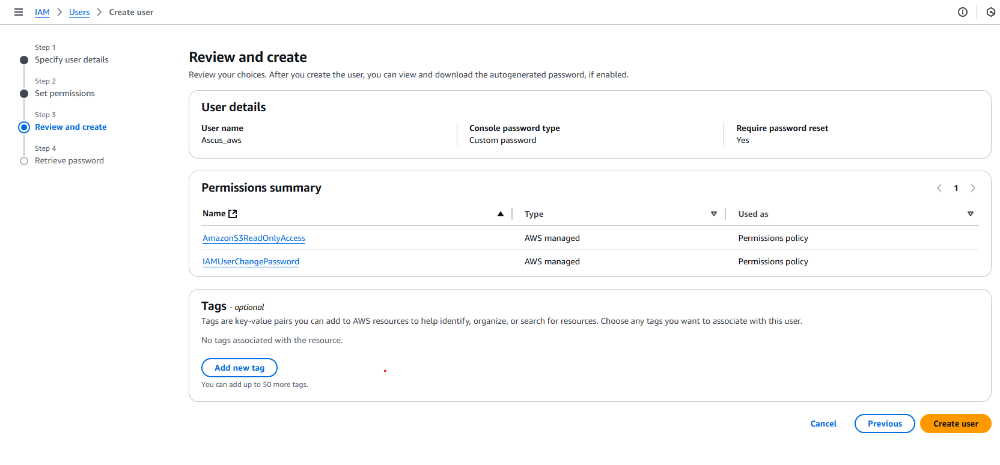 IAM > Users > Create user
Step 1
Specify user details
Step 2
Set permissions
Step 3
Review and create
Step 4
Retrieve password
Review and create
Review your choices. After you create the user, you can view and download the autogenerated password, if enabled.
User details
User name Console password type Require password reset
Ascus_aws Custom password Yes
Permissions summary 1
Name Type Used as
AmazonS3ReadOnlyAccess AWS managed Permissions policy
IAMUserChangePassword AWS managed Permissions policy
Tags - optional
Tags are key-value pairs you can add to AWS resources to help identify, organize, or search for resources. Choose any tags you want to associate with this user.
No tags associated with the resource.
Add new tag
You can add up to 50 more tags.
Cancel Previous Create user